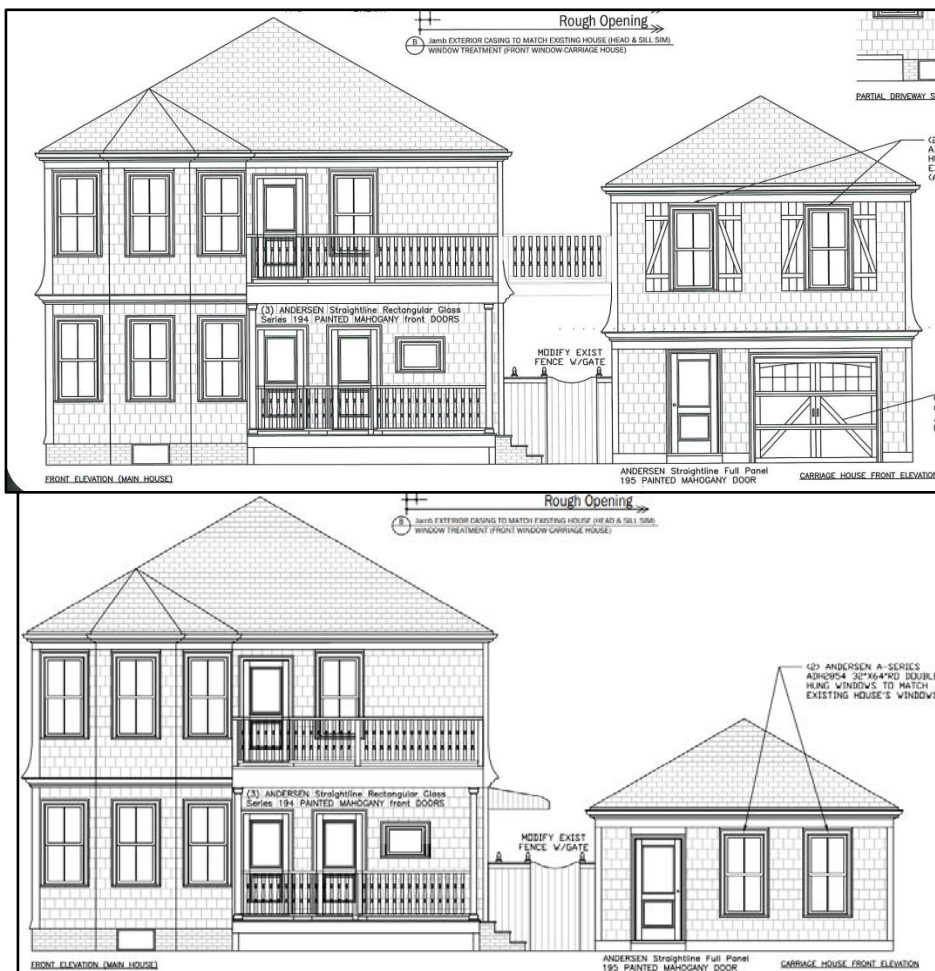 Rough Opening
B
Jamb EXTERIOR CASING TO MATCH EXISTING HOUSE (HEAD & SILL SIM)
WINDOW TREATMENT (FRONT WINDOW-CARRIAGE HOUSE)
PARTIAL DRIVEWAY S
(3) ANDERSEN Straightline Rectangular Glass
Series 194 PAINTED MAHOGANY front DOORS
MODIFY EXIST
FENCE W/GATE
FRONT ELEVATION (MAIN HOUSE)
ANDERSEN Straightline Full Panel
195 PAINTED MAHOGANY DOOR
CARRIAGE HOUSE FRONT ELEVATION
Rough Opening
B
Jamb EXTERIOR CASING TO MATCH EXISTING HOUSE (HEAD & SILL SIM)
WINDOW TREATMENT (FRONT WINDOW-CARRIAGE HOUSE)
(2) ANDERSEN A-SERIES
ADH2854 32"X64"RO DOUBLE
HUNG WINDOWS TO MATCH
EXISTING HOUSE'S WINDOWS
(3) ANDERSEN Straightline Rectangular Glass
Series 194 PAINTED MAHOGANY front DOORS
MODIFY EXIST
FENCE W/GATE
FRONT ELEVATION (MAIN HOUSE)
ANDERSEN Straightline Full Panel
195 PAINTED MAHOGANY DOOR
CARRIAGE HOUSE FRONT ELEVATION